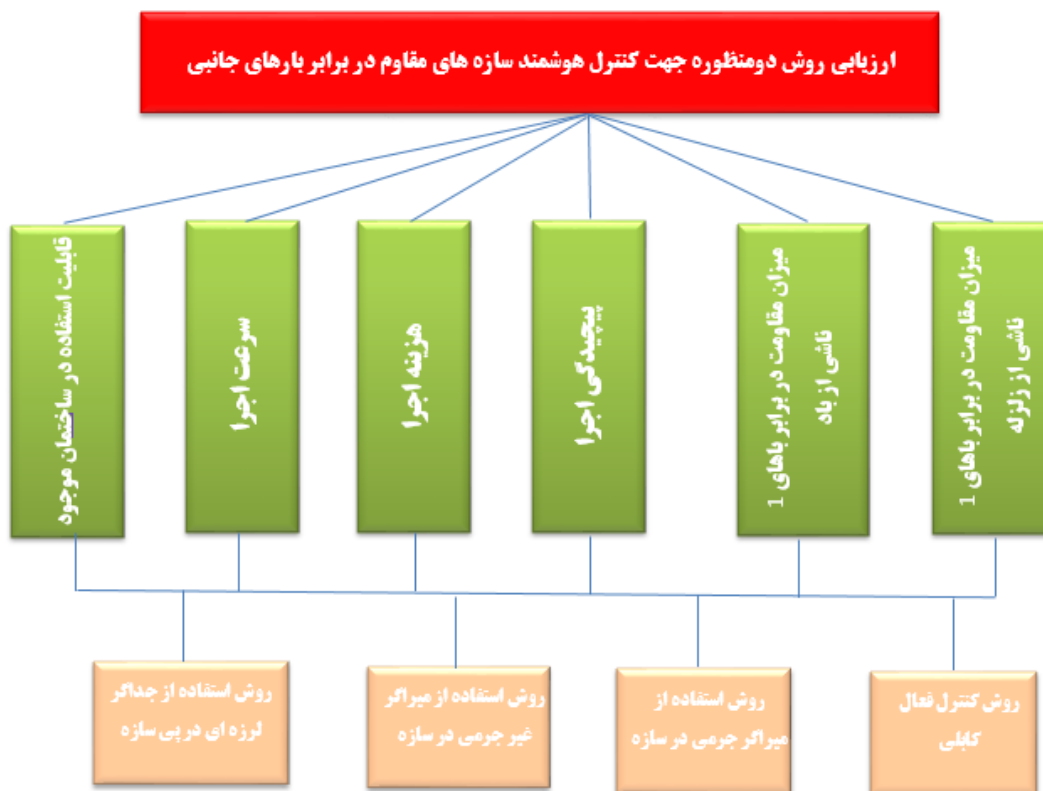 ارزیابی روش دومنظوره جهت کنترل هوشمند سازه های مقاوم در برابر بارهای جانبی
میزان مقاومت در برابر باهای 1
ناشی از زلزله
میزان مقاومت در برابر باهای 1
ناشی از باد
پیچیدگی اجرا
هزینه اجرا
سرعت اجرا
قابلیت استفاده در ساختمان موجود
روش کنترل فعال
کابلی
روش استفاده از
میراگر جرمی در سازه
روش استفاده از میراگر
غیر جرمی در سازه
روش استفاده از جداگر
لرزه ای در پی سازه